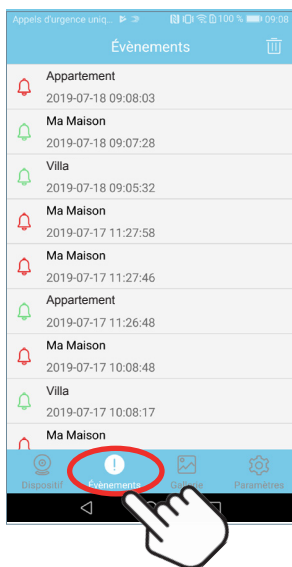 Appels d'urgence uniq... 100 % 09:08
Évènements
Appartement
2019-07-18 09:08:03
Ma Maison
2019-07-18 09:07:28
Villa
2019-07-18 09:05:32
Ma Maison
2019-07-17 11:27:58
Ma Maison
2019-07-17 11:27:46
Appartement
2019-07-17 11:26:48
Ma Maison
2019-07-17 10:08:48
Villa
2019-07-17 10:08:17
Ma Maison
Dispositif Évènements Gallerie Paramètres